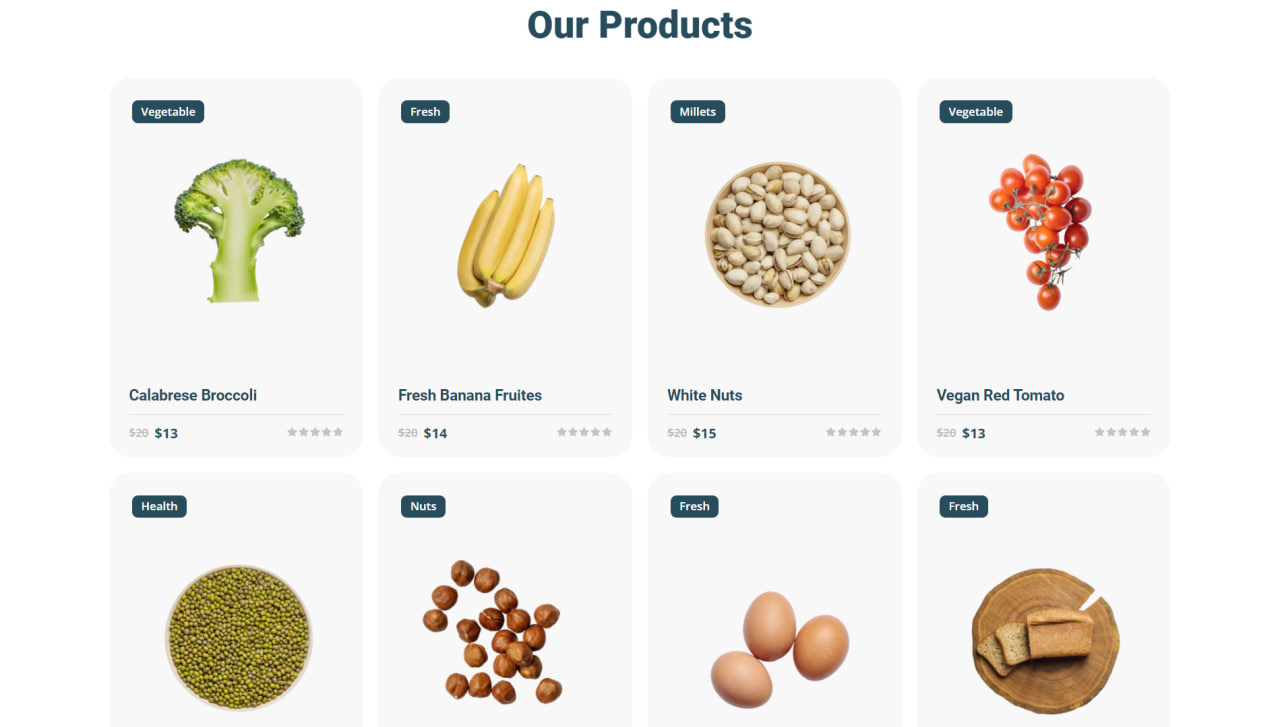 Our Products
Vegetable
Fresh
Millets
Vegetable
Calabrese Broccoli
Fresh Banana Fruites
White Nuts
Vegan Red Tomato
$20 $13
$20 $14
$20 $15
$20 $13
Health
Nuts
Fresh
Fresh